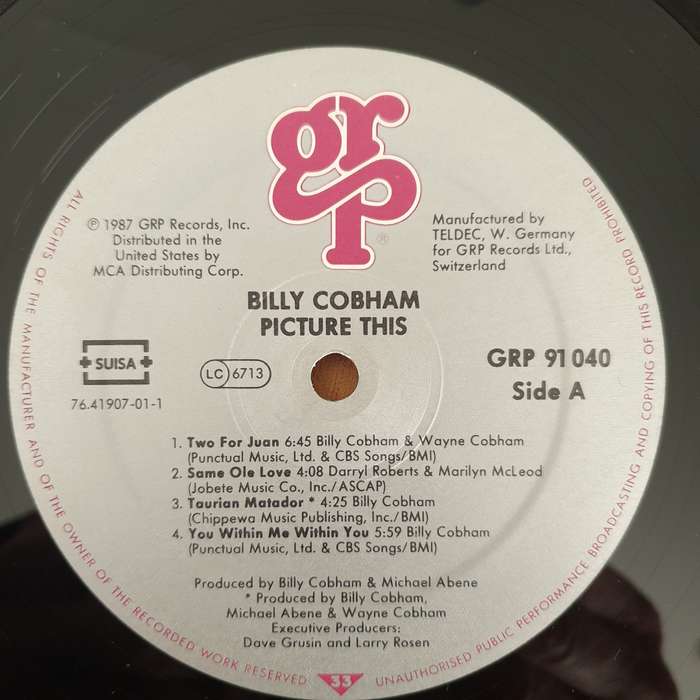 grp
®
℗ 1987 GRP Records, Inc.
Distributed in the
United States by
MCA Distributing Corp.
Manufactured by
TELDEC, W. Germany
for GRP Records Ltd.,
Switzerland
BILLY COBHAM
PICTURE THIS
SUISA
LC 6713
76.41907-01-1
GRP 91 040
Side A
1. Two For Juan 6:45 Billy Cobham & Wayne Cobham
(Punctual Music, Ltd. & CBS Songs/BMI)
2. Same Ole Love 4:08 Darryl Roberts & Marilyn McLeod
(Jobete Music Co., Inc./ASCAP)
3. Taurian Matador * 4:25 Billy Cobham
(Chippewa Music Publishing, Inc./BMI)
4. You Within Me Within You 5:59 Billy Cobham
(Punctual Music, Ltd. & CBS Songs/BMI)
Produced by Billy Cobham & Michael Abene
* Produced by Billy Cobham,
Michael Abene & Wayne Cobham
Executive Producers:
Dave Grusin and Larry Rosen
ALL RIGHTS OF THE MANUFACTURER AND OF THE OWNER OF THE RECORDED WORK RESERVED
33
UNAUTHORISED PUBLIC PERFORMANCE BROADCASTING AND COPYING OF THIS RECORD PROHIBITED